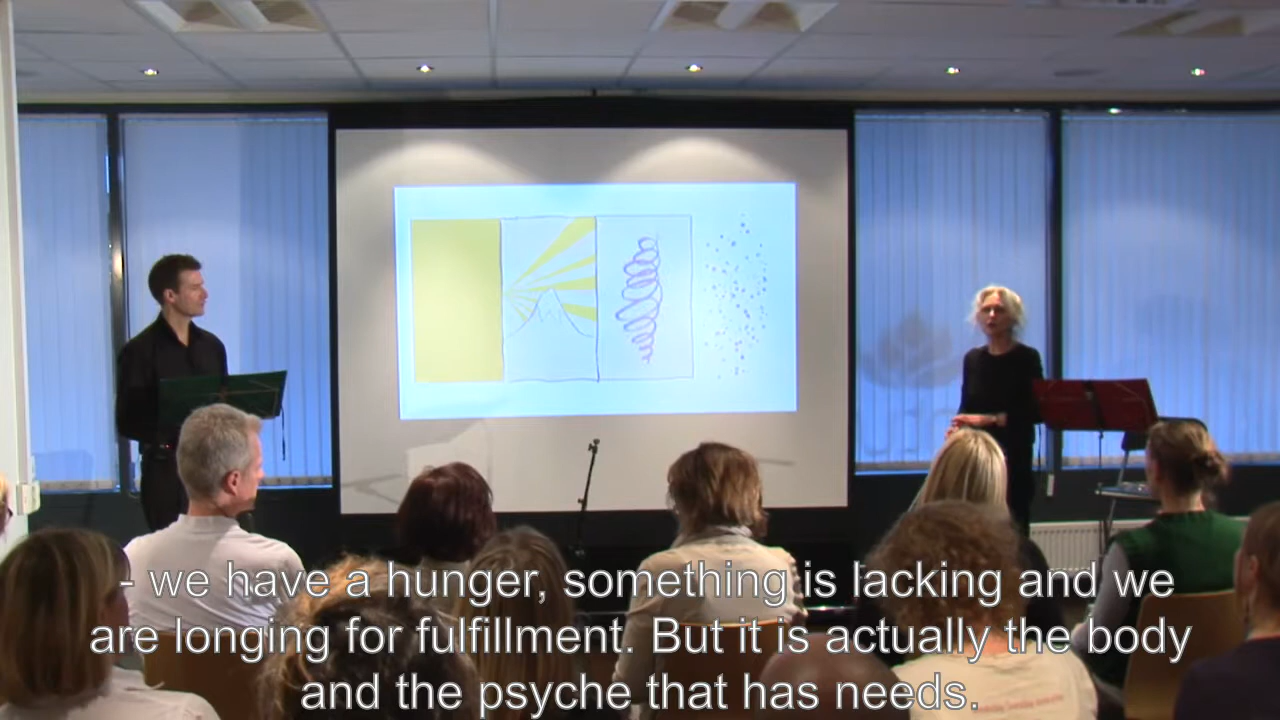 - we have a hunger, something is lacking and we
are longing for fulfillment. But it is actually the body
and the psyche that has needs.